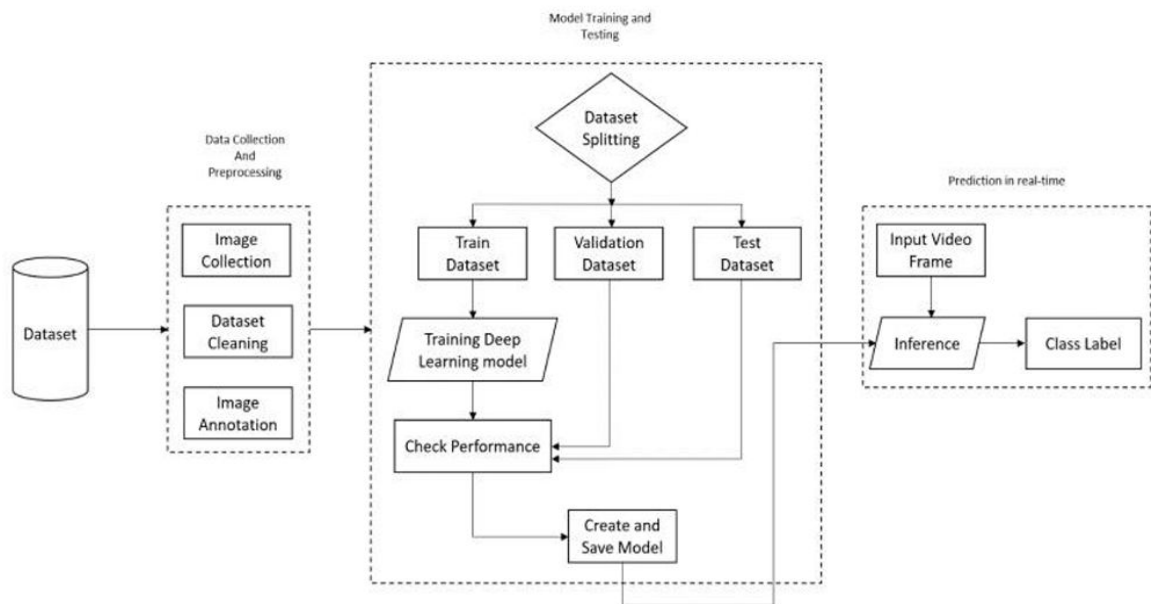 Model Training and
Testing
Data Collection
And
Preprocessing
Dataset
Image
Collection
Dataset
Cleaning
Image
Annotation
Dataset
Splitting
Train
Dataset
Validation
Dataset
Test
Dataset
Training Deep
Learning model
Check Performance
Create and
Save Model
Prediction in real-time
Input Video
Frame
Inference
Class Label